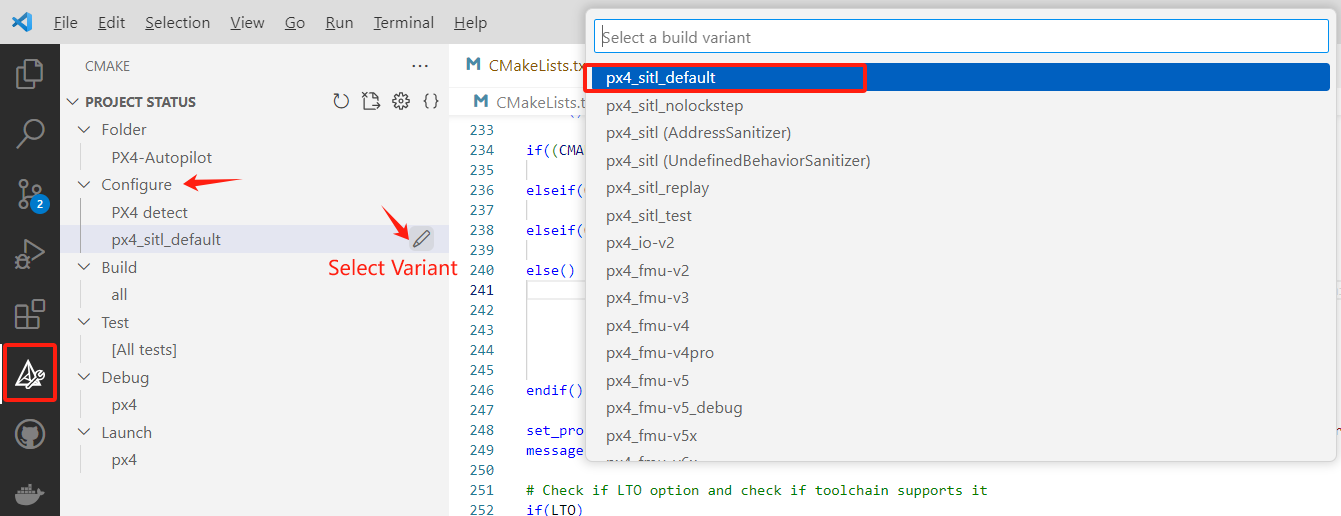 File Edit Selection View Go Run Terminal Help
Select a build variant
px4_sitl_default
px4_sitl_nolockstep
px4_sitl (AddressSanitizer)
px4_sitl (UndefinedBehaviorSanitizer)
px4_sitl_replay
px4_sitl_test
px4_io-v2
px4_fmu-v2
px4_fmu-v3
px4_fmu-v4
px4_fmu-v4pro
px4_fmu-v5
px4_fmu-v5_debug
px4_fmu-v5x
CMAKE
PROJECT STATUS
Folder
PX4-Autopilot
Configure
PX4 detect
px4_sitl_default
Select Variant
Build
all
Test
[All tests]
Debug
px4
Launch
px4
2
CMakeLists.tx
CMakeLists.t
233
234 if((CMA
235
236 elseif(
237
238 elseif(
239
240 else()
241
242
243
244
245
246 endif()
247
248 set_pro
249 message
250
251 # Check if LTO option and check if toolchain supports it
252 if(LTO)